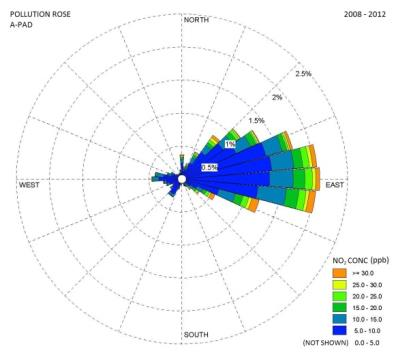 POLLUTION ROSE
A-PAD
2008 - 2012
NORTH
2.5%
2%
1.5%
1%
0.5%
WEST
EAST
SOUTH
NO2 CONC (ppb)
>= 30.0
25.0 - 30.0
20.0 - 25.0
15.0 - 20.0
10.0 - 15.0
5.0 - 10.0
(NOT SHOWN) 0.0 - 5.0